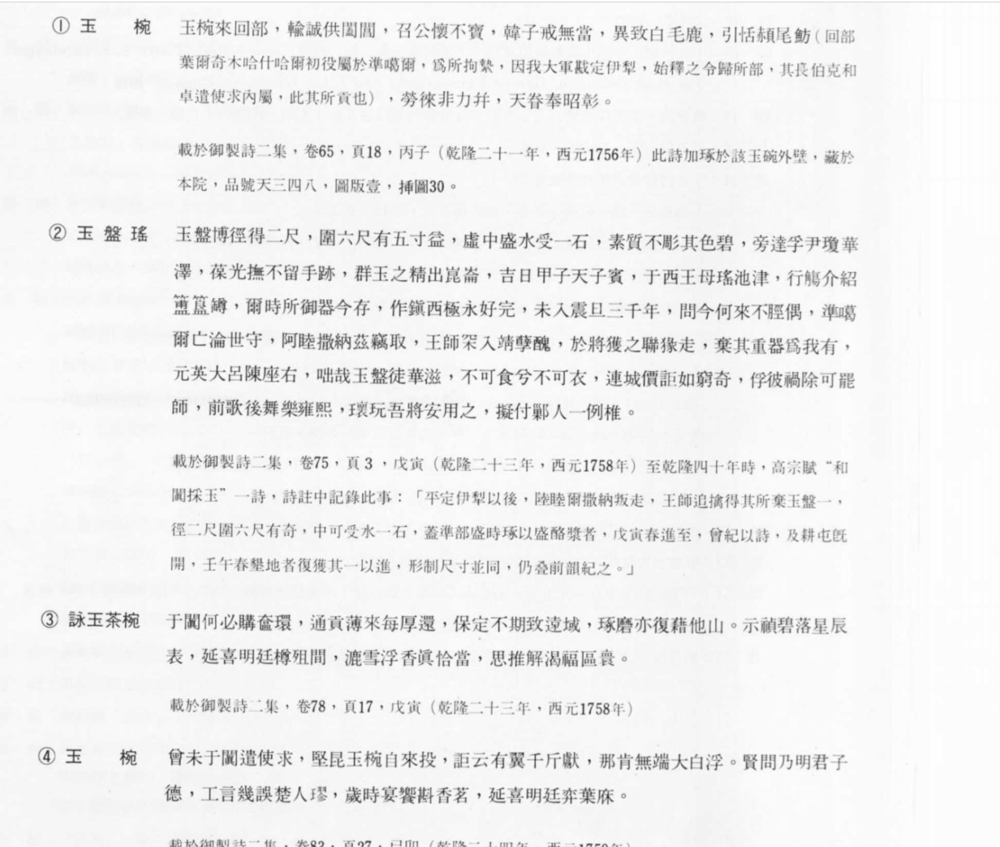 ① 玉　椀　玉椀來回部，輸誠供闔閶，召公懷不寶，韓子戒無當，異致白毛鹿，引恬頳尾魴（回部
葉爾奇木哈什哈爾初役屬於準噶爾，爲所拘縶，因我大軍戡定伊犁，始釋之令歸所部，其長伯克和
卓遣使求內屬，此其所貢也），勞徠非力幷，天眷奉昭彰。
載於御製詩二集，卷65，頁18，丙子（乾隆二十一年，西元1756年）此詩加琢於該玉碗外壁，藏於
本院，品號天三四八，圖版壹，揷圖30。
② 玉盤瑤　玉盤博徑得二尺，圍六尺有五寸益，虛中盛水受一石，素質不彫其色碧，旁達孚尹瓊華
澤，葆光撫不留手跡，群玉之精出崑崙，吉日甲子天子賓，于西王母瑤池津，行觴介紹
簠簋罇，爾時所御器今存，作鎭西極永好完，未入震旦三千年，問今何來不脛偶，準噶
爾亡淪世守，阿睦撒納茲竊取，王師罙入靖孽醜，於將獲之聯猭走，棄其重器爲我有，
元英大呂陳座右，咄哉玉盤徒華滋，不可食兮不可衣，連城價詎如窮奇，俘彼禍除可罷
師，前歌後舞樂雍熙，瓌玩吾將安用之，擬付鄭人一例椎。
載於御製詩二集，卷75，頁3，戊寅（乾隆二十三年，西元1758年）至乾隆四十年時，高宗賦“和
闐採玉”一詩，詩註中記錄此事：「平定伊犁以後，陸睦爾撒納叛走，王師追擒得其所棄玉盤一，
徑二尺圍六尺有奇，中可受水一石，蓋準部盛時琢以盛酪漿者，戊寅春進至，曾紀以詩，及耕屯旣
開，壬午春墾地者復獲其一以進，形制尺寸並同，仍叠前韻紀之。」
③ 詠玉茶椀　于闐何必購奩環，通貢薄來每厚還，保定不期致遠域，琢磨亦復藉他山。示禎碧落星辰
表，延喜明廷樽爼間，漉雪浮香眞恰當，思推解渴福區寰。
載於御製詩二集，卷78，頁17，戊寅（乾隆二十三年，西元1758年）
④ 玉　椀　曾未于闐遣使求，堅昆玉椀自來投，詎云有翼千斤獻，那肯無端大白浮。賢問乃明君子
德，工言幾誤楚人璆，歲時宴饗斟香茗，延喜明廷弈葉庥。
載於御製詩二集，卷83，頁27，已卯（乾隆二十四年，西元1759年）